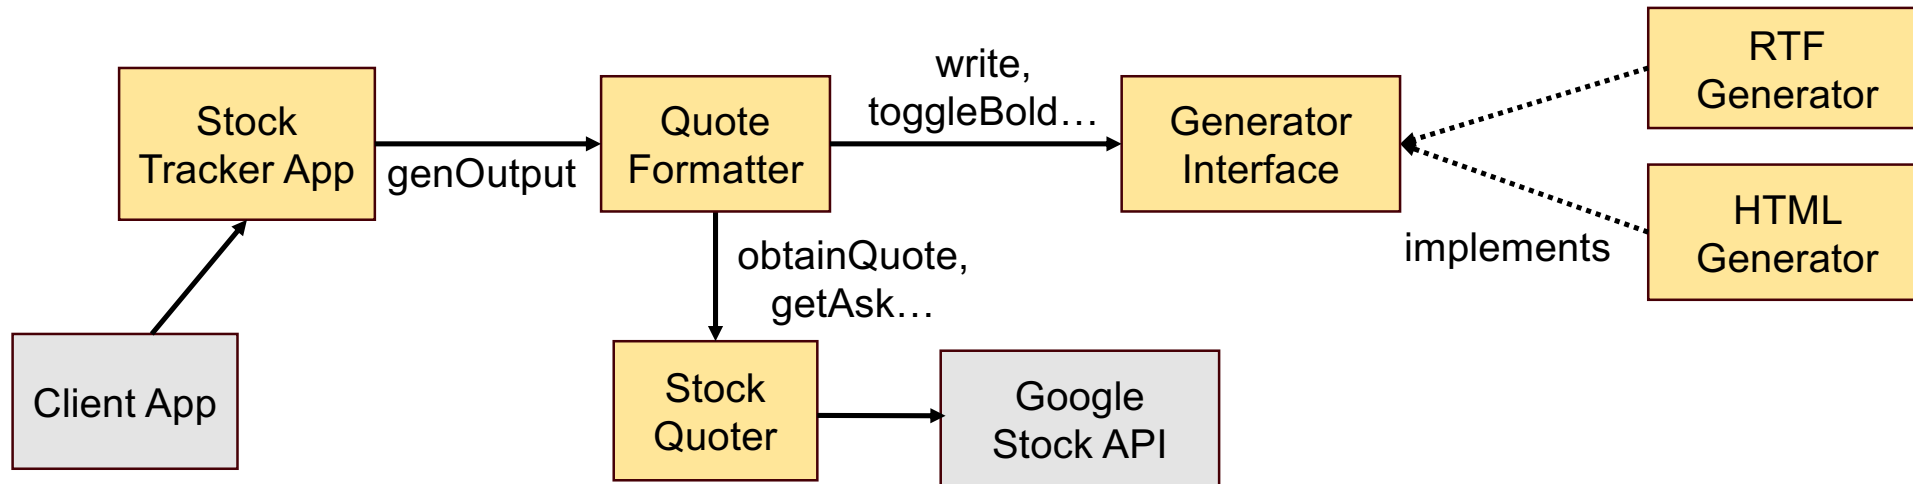 Stock
Tracker App
genOutput
Quote
Formatter
write,
toggleBold…
Generator
Interface
RTF
Generator
HTML
Generator
implements
obtainQuote,
getAsk…
Client App
Stock
Quoter
Google
Stock API